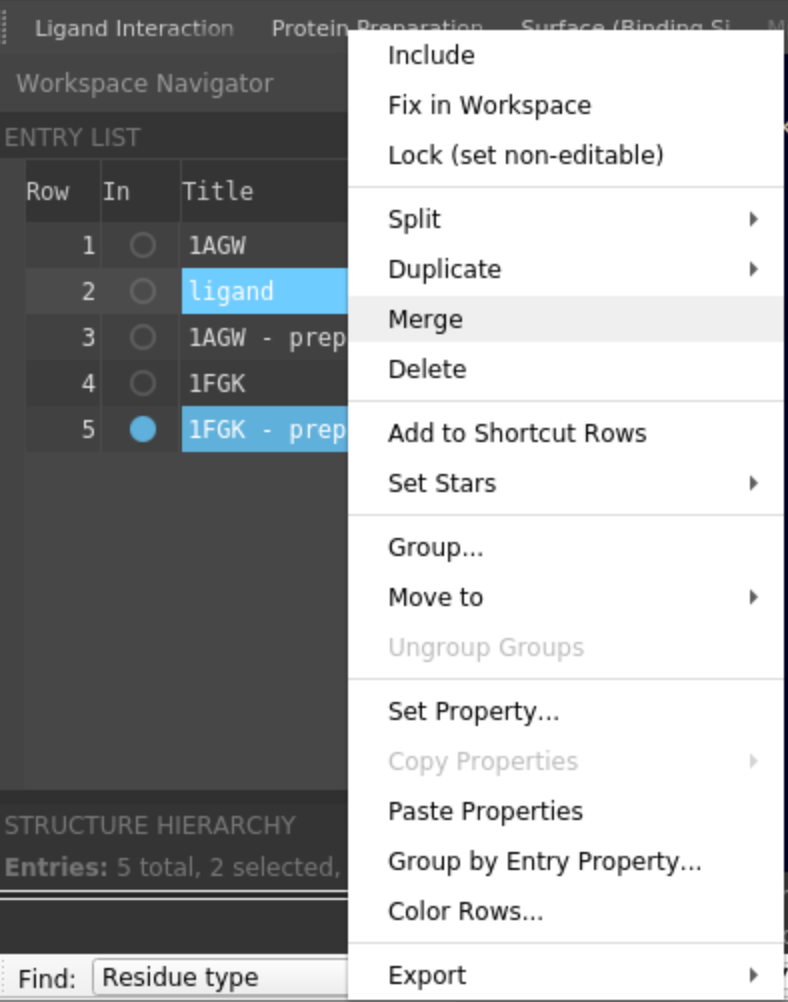 Ligand Interaction Protein Preparation Surface (Binding Si
Workspace Navigator
ENTRY LIST
Row In Title
1 1AGW
2 ligand
3 1AGW - prep
4 1FGK
5 1FGK - prep
STRUCTURE HIERARCHY
Entries: 5 total, 2 selected,
Find: Residue type
Include
Fix in Workspace
Lock (set non-editable)
Split
Duplicate
Merge
Delete
Add to Shortcut Rows
Set Stars
Group...
Move to
Ungroup Groups
Set Property...
Copy Properties
Paste Properties
Group by Entry Property...
Color Rows...
Export